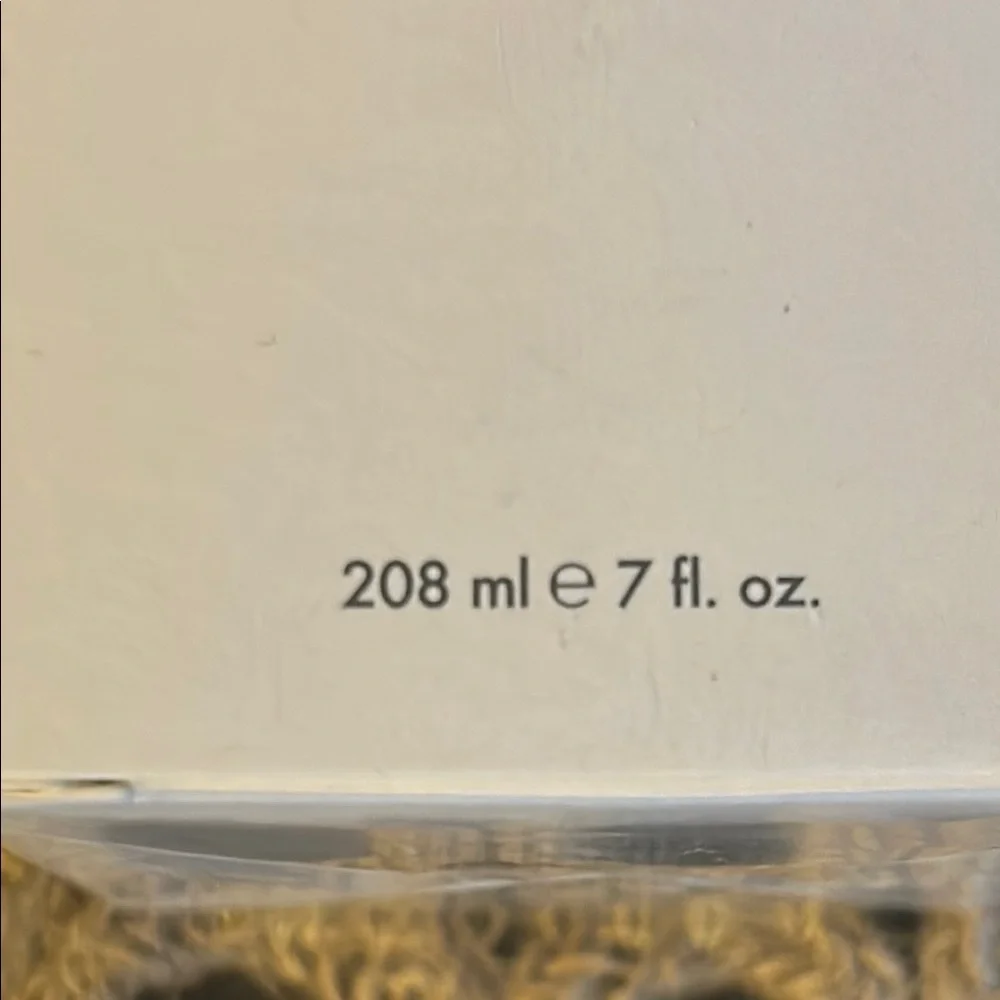 208 ml ℮ 7 fl. oz.